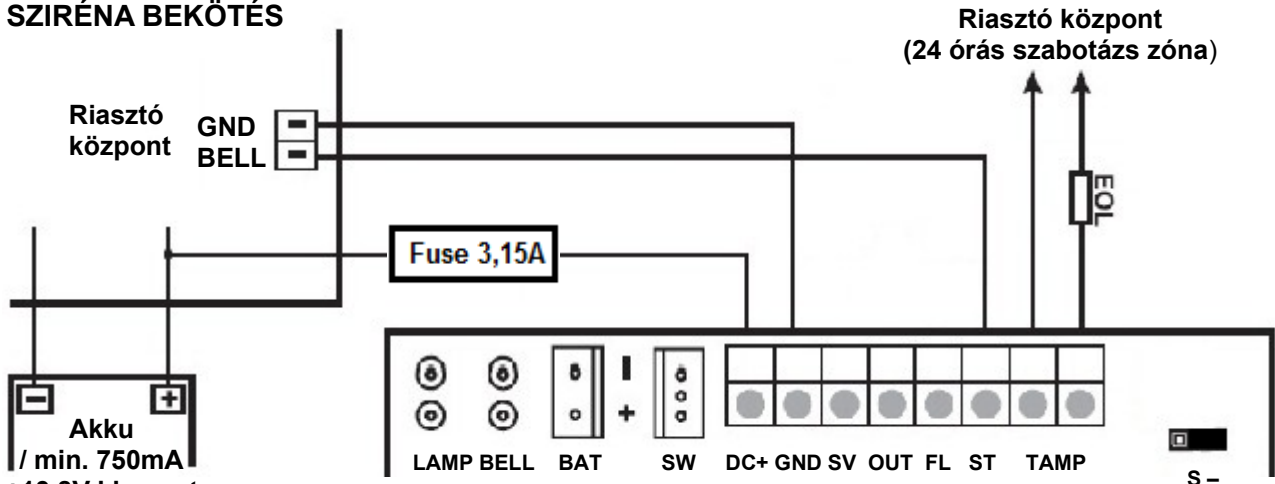 SZIRÉNA BEKÖTÉS
Riasztó központ
(24 órás szabotázs zóna)
Riasztó
központ
GND
BELL
EOL
Fuse 3,15A
Akku
/ min. 750mA
LAMP BELL BAT SW DC+ GND SV OUT FL ST TAMP
S –